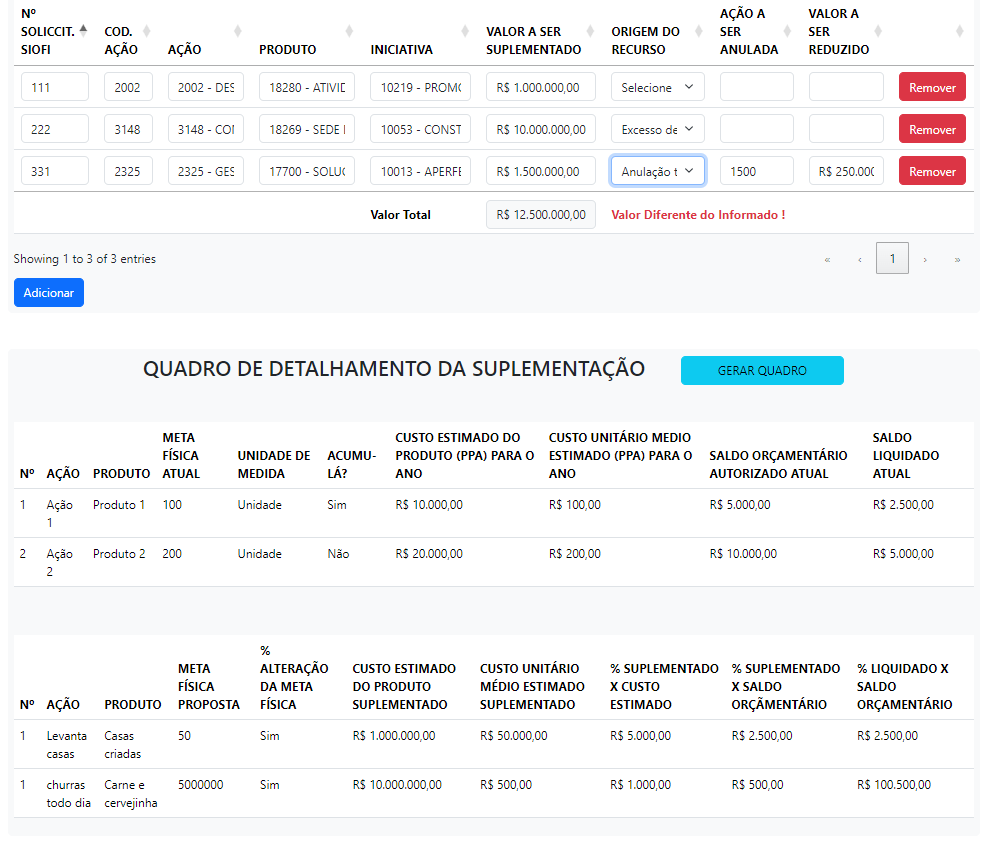 Nº SOLICCIT. SIOFI
COD. AÇÃO
AÇÃO
PRODUTO
INICIATIVA
VALOR A SER SUPLEMENTADO
ORIGEM DO RECURSO
AÇÃO A SER ANULADA
VALOR A SER REDUZIDO
111 2002 2002 - DES 18280 - ATIVIE 10219 - PROMO R$ 1.000.000,00 Selecione Remover
222 3148 3148 - CO 18269 - SEDE 10053 - CONST R$ 10.000.000,00 Excesso de Remover
331 2325 2325 - GES 17700 - SOLUÇ 10013 - APERFE R$ 1.500.000,00 Anulação t 1500 R$ 250.000 Remover
Valor Total R$ 12.500.000,00 Valor Diferente do Informado !
Showing 1 to 3 of 3 entries « ‹ 1 › »
Adicionar
QUADRO DE DETALHAMENTO DA SUPLEMENTAÇÃO GERAR QUADRO
Nº
AÇÃO
PRODUTO
META FÍSICA ATUAL
UNIDADE DE MEDIDA
ACUMU-LÁ?
CUSTO ESTIMADO DO PRODUTO (PPA) PARA O ANO
CUSTO UNITÁRIO MEDIO ESTIMADO (PPA) PARA O ANO
SALDO ORÇAMENTÁRIO AUTORIZADO ATUAL
SALDO LIQUIDADO ATUAL
1 Ação 1 Produto 1 100 Unidade Sim R$ 10.000,00 R$ 100,00 R$ 5.000,00 R$ 2.500,00
2 Ação 2 Produto 2 200 Unidade Não R$ 20.000,00 R$ 200,00 R$ 10.000,00 R$ 5.000,00
Nº
AÇÃO
PRODUTO
META FÍSICA PROPOSTA
% ALTERAÇÃO DA META FÍSICA
CUSTO ESTIMADO DO PRODUTO SUPLEMENTADO
CUSTO UNITÁRIO MÉDIO ESTIMADO SUPLEMENTADO
% SUPLEMENTADO X CUSTO ESTIMADO
% SUPLEMENTADO X SALDO ORÇÃMENTÁRIO
% LIQUIDADO X SALDO ORÇAMENTÁRIO
1 Levanta casas Casas criadas 50 Sim R$ 1.000.000,00 R$ 50.000,00 R$ 5.000,00 R$ 2.500,00 R$ 2.500,00
1 churras todo dia Carne e cervejinha 5000000 Sim R$ 10.000.000,00 R$ 500,00 R$ 1.000,00 R$ 500,00 R$ 100.500,00